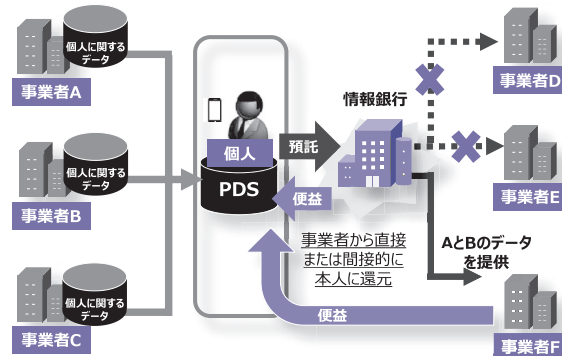 個人に関する
データ
事業者A
個人に関する
データ
事業者B
個人に関する
データ
事業者C
個人
PDS
預託
便益
情報銀行
事業者から直接
または間接的に
本人に還元
便益
AとBのデータ
を提供
事業者D
事業者E
事業者F